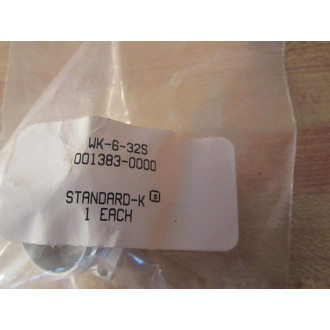 WK-6-32S
001383-0000
STANDARD-K
1 EACH